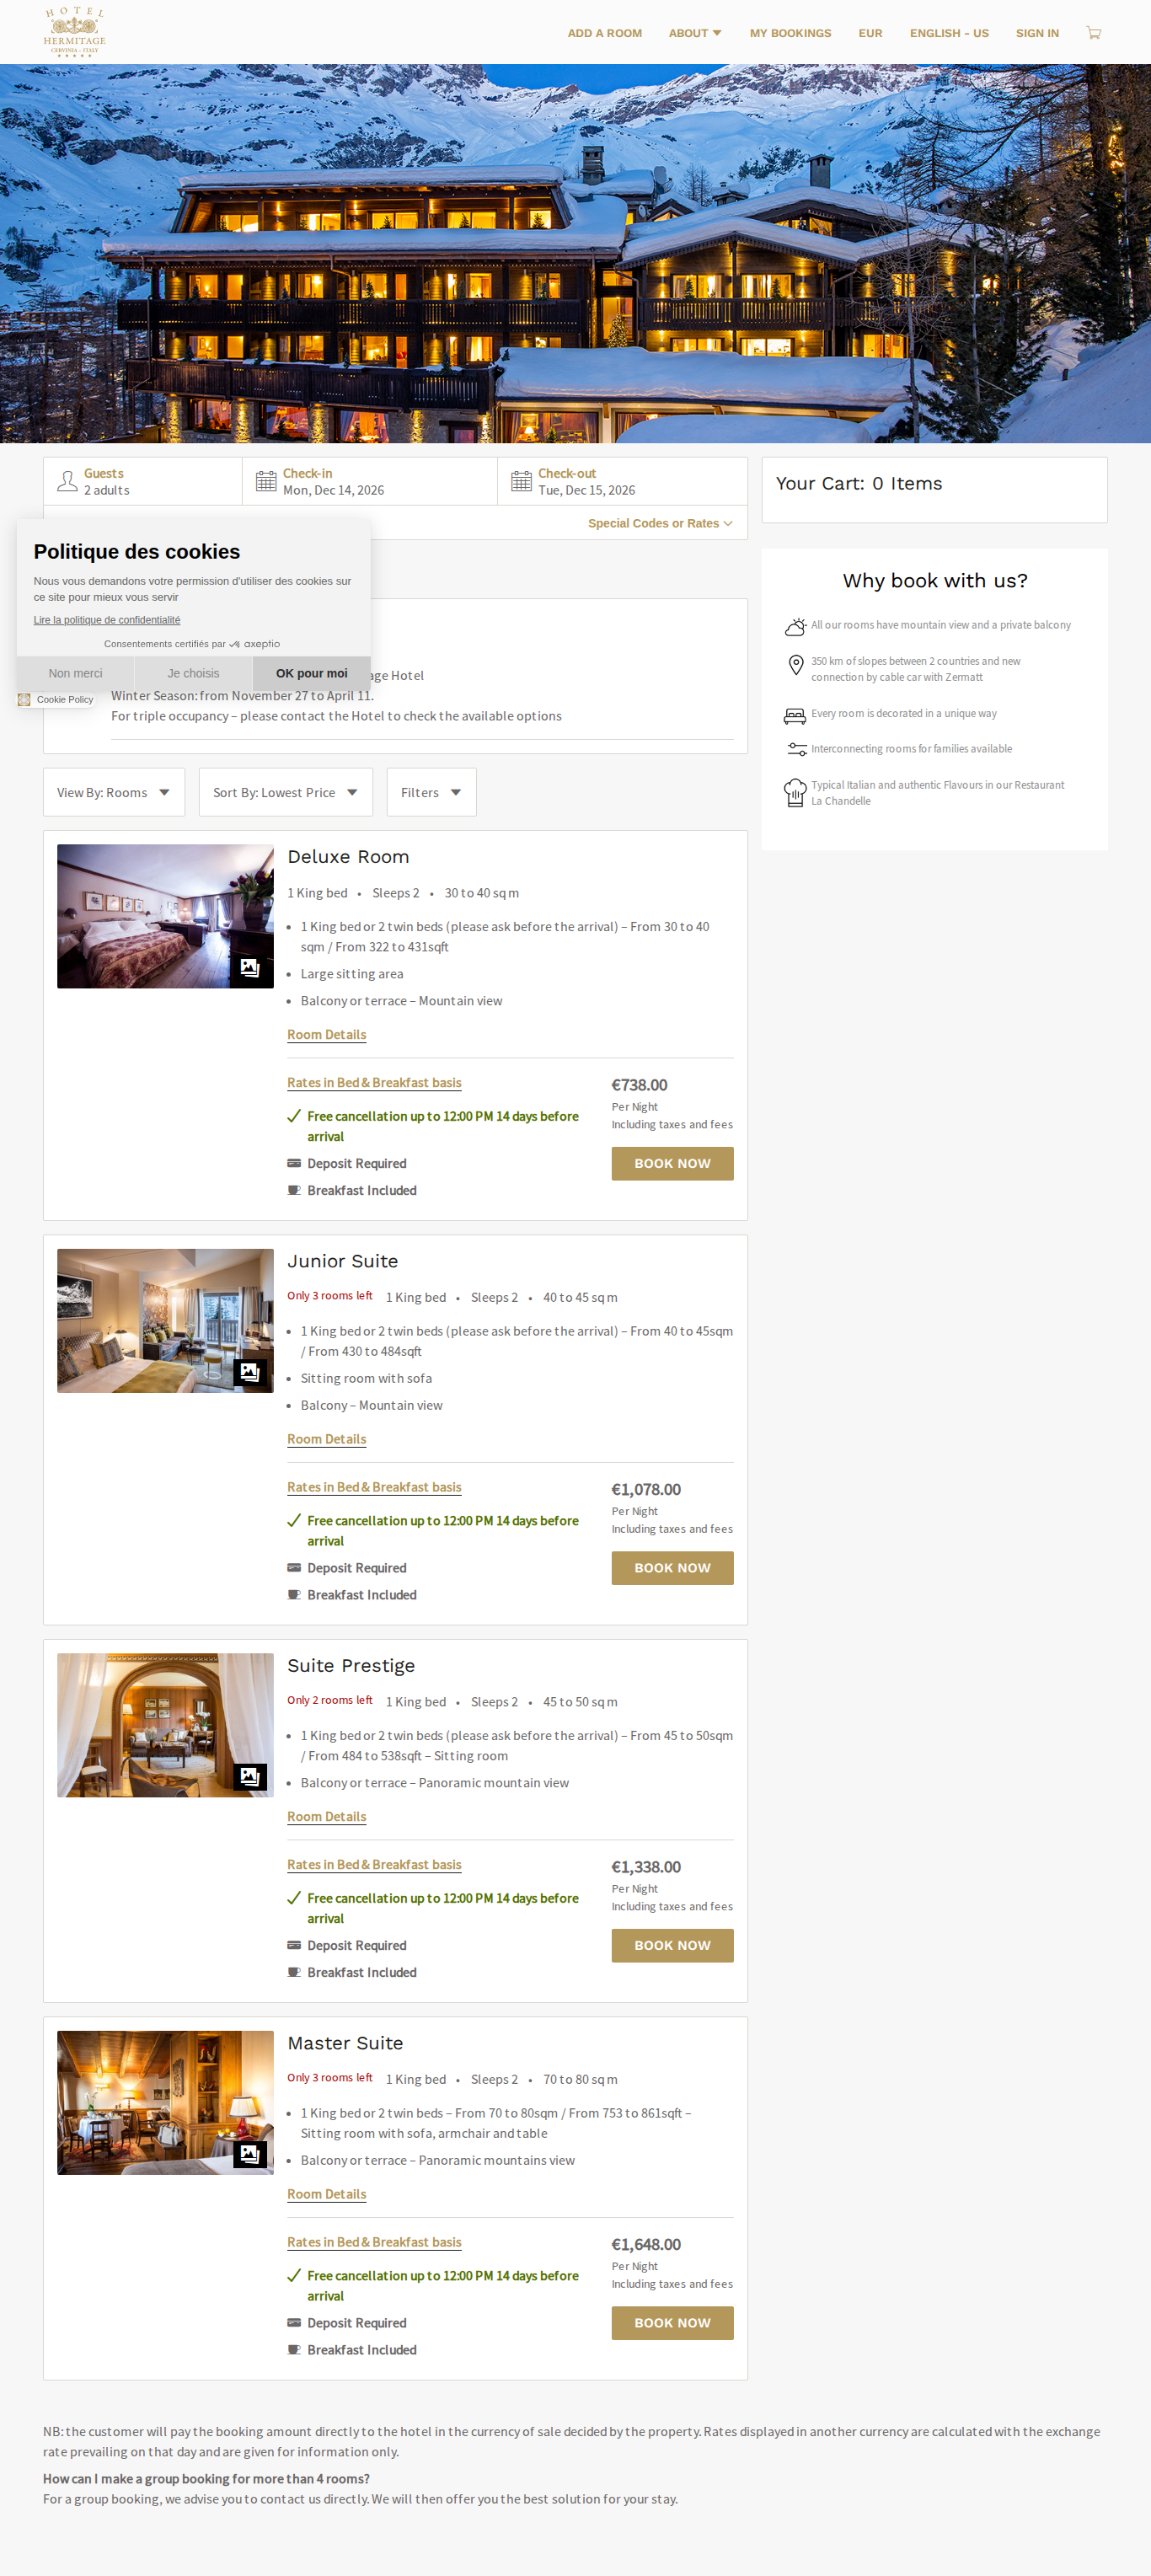 HOTEL
HERMITAGE
CERVINIA - ITALY
ADD A ROOM
ABOUT
MY BOOKINGS
EUR
ENGLISH - US
SIGN IN
Guests
2 adults
Check-in
Mon, Dec 14, 2026
Check-out
Tue, Dec 15, 2026
Special Codes or Rates
Your Cart: 0 Items
Politique des cookies
Nous vous demandons votre permission d'utiliser des cookies sur
ce site pour mieux vous servir
Lire la politique de confidentialité
Consentements certifiés par axeptio
Non merci
Je choisis
OK pour moi
Cookie Policy
age Hotel
Winter Season: from November 27 to April 11.
For triple occupancy – please contact the Hotel to check the available options
Why book with us?
All our rooms have mountain view and a private balcony
350 km of slopes between 2 countries and new
connection by cable car with Zermatt
Every room is decorated in a unique way
Interconnecting rooms for families available
Typical Italian and authentic Flavours in our Restaurant
La Chandelle
View By: Rooms
Sort By: Lowest Price
Filters
Deluxe Room
1 King bed • Sleeps 2 • 30 to 40 sq m
• 1 King bed or 2 twin beds (please ask before the arrival) – From 30 to 40
sqm / From 322 to 431sqft
• Large sitting area
• Balcony or terrace – Mountain view
Room Details
Rates in Bed & Breakfast basis
Free cancellation up to 12:00 PM 14 days before
arrival
Deposit Required
Breakfast Included
€738.00
Per Night
Including taxes and fees
BOOK NOW
Junior Suite
Only 3 rooms left 1 King bed • Sleeps 2 • 40 to 45 sq m
• 1 King bed or 2 twin beds (please ask before the arrival) – From 40 to 45sqm
/ From 430 to 484sqft
• Sitting room with sofa
• Balcony – Mountain view
Room Details
Rates in Bed & Breakfast basis
Free cancellation up to 12:00 PM 14 days before
arrival
Deposit Required
Breakfast Included
€1,078.00
Per Night
Including taxes and fees
BOOK NOW
Suite Prestige
Only 2 rooms left 1 King bed • Sleeps 2 • 45 to 50 sq m
• 1 King bed or 2 twin beds (please ask before the arrival) – From 45 to 50sqm
/ From 484 to 538sqft – Sitting room
• Balcony or terrace – Panoramic mountain view
Room Details
Rates in Bed & Breakfast basis
Free cancellation up to 12:00 PM 14 days before
arrival
Deposit Required
Breakfast Included
€1,338.00
Per Night
Including taxes and fees
BOOK NOW
Master Suite
Only 3 rooms left 1 King bed • Sleeps 2 • 70 to 80 sq m
• 1 King bed or 2 twin beds – From 70 to 80sqm / From 753 to 861sqft –
Sitting room with sofa, armchair and table
• Balcony or terrace – Panoramic mountains view
Room Details
Rates in Bed & Breakfast basis
Free cancellation up to 12:00 PM 14 days before
arrival
Deposit Required
Breakfast Included
€1,648.00
Per Night
Including taxes and fees
BOOK NOW
NB: the customer will pay the booking amount directly to the hotel in the currency of sale decided by the property. Rates displayed in another currency are calculated with the exchange
rate prevailing on that day and are given for information only.
How can I make a group booking for more than 4 rooms?
For a group booking, we advise you to contact us directly. We will then offer you the best solution for your stay.